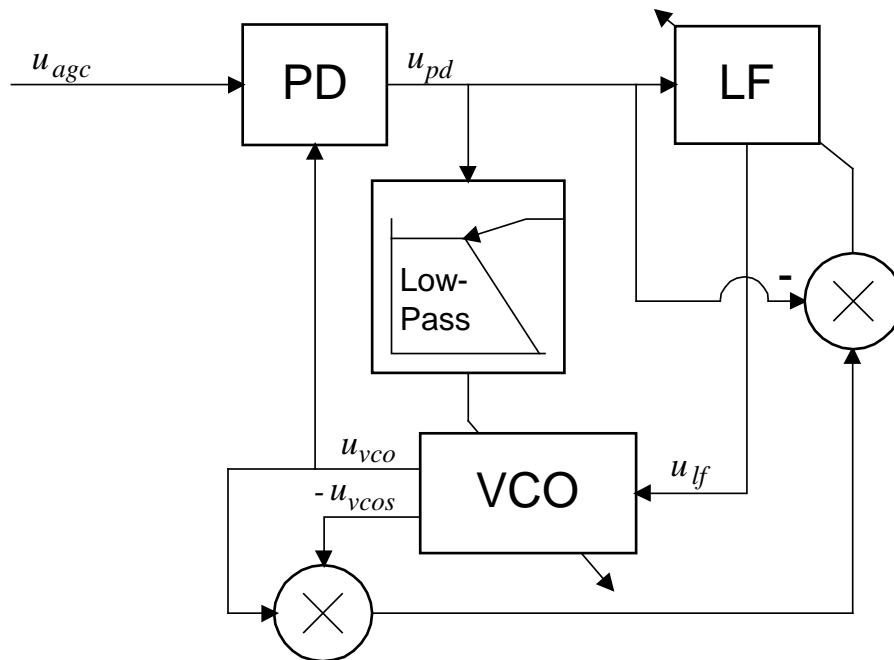 u_agc
PD
u_pd
LF
Low-
Pass
-
u_vco
VCO
u_lf
- u_vcos